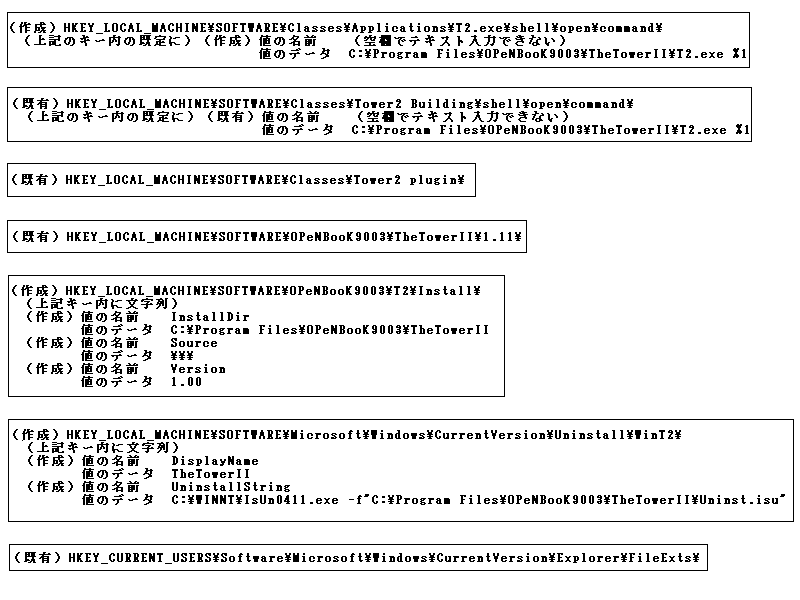 （作成）HKEY_LOCAL_MACHINE¥SOFTWARE¥Classes¥Applications¥T2.exe¥shell¥open¥command¥
（上記のキー内の既定に）（作成）値の名前　　（空欄でテキスト入力できない）
値のデータ　C:¥Program Files¥OPeNBooK9003¥TheTowerII¥T2.exe %1
（既有）HKEY_LOCAL_MACHINE¥SOFTWARE¥Classes¥Tower2 Building¥shell¥open¥command¥
（上記のキー内の既定に）（既有）値の名前　　（空欄でテキスト入力できない）
値のデータ　C:¥Program Files¥OPeNBooK9003¥TheTowerII¥T2.exe %1
（既有）HKEY_LOCAL_MACHINE¥SOFTWARE¥Classes¥Tower2 plugin¥
（既有）HKEY_LOCAL_MACHINE¥SOFTWARE¥OPeNBooK9003¥TheTowerII¥1.11¥
（作成）HKEY_LOCAL_MACHINE¥SOFTWARE¥OPeNBooK9003¥T2¥Install¥
（上記キー内に文字列）
（作成）値の名前　　InstallDir
値のデータ　C:¥Program Files¥OPeNBooK9003¥TheTowerII
（作成）値の名前　　Source
値のデータ　¥¥¥
（作成）値の名前　　Version
値のデータ　1.00
（作成）HKEY_LOCAL_MACHINE¥SOFTWARE¥Microsoft¥Windows¥CurrentVersion¥Uninstall¥WinT2¥
（上記キー内に文字列）
（作成）値の名前　　DisplayName
値のデータ　TheTowerII
（作成）値の名前　　UninstallString
値のデータ　C:¥WINNT¥IsUn0411.exe -f"C:¥Program Files¥OPeNBooK9003¥TheTowerII¥Uninst.isu"
（既有）HKEY_CURRENT_USERS¥Software¥Microsoft¥Windows¥CurrentVersion¥Explorer¥FileExts¥